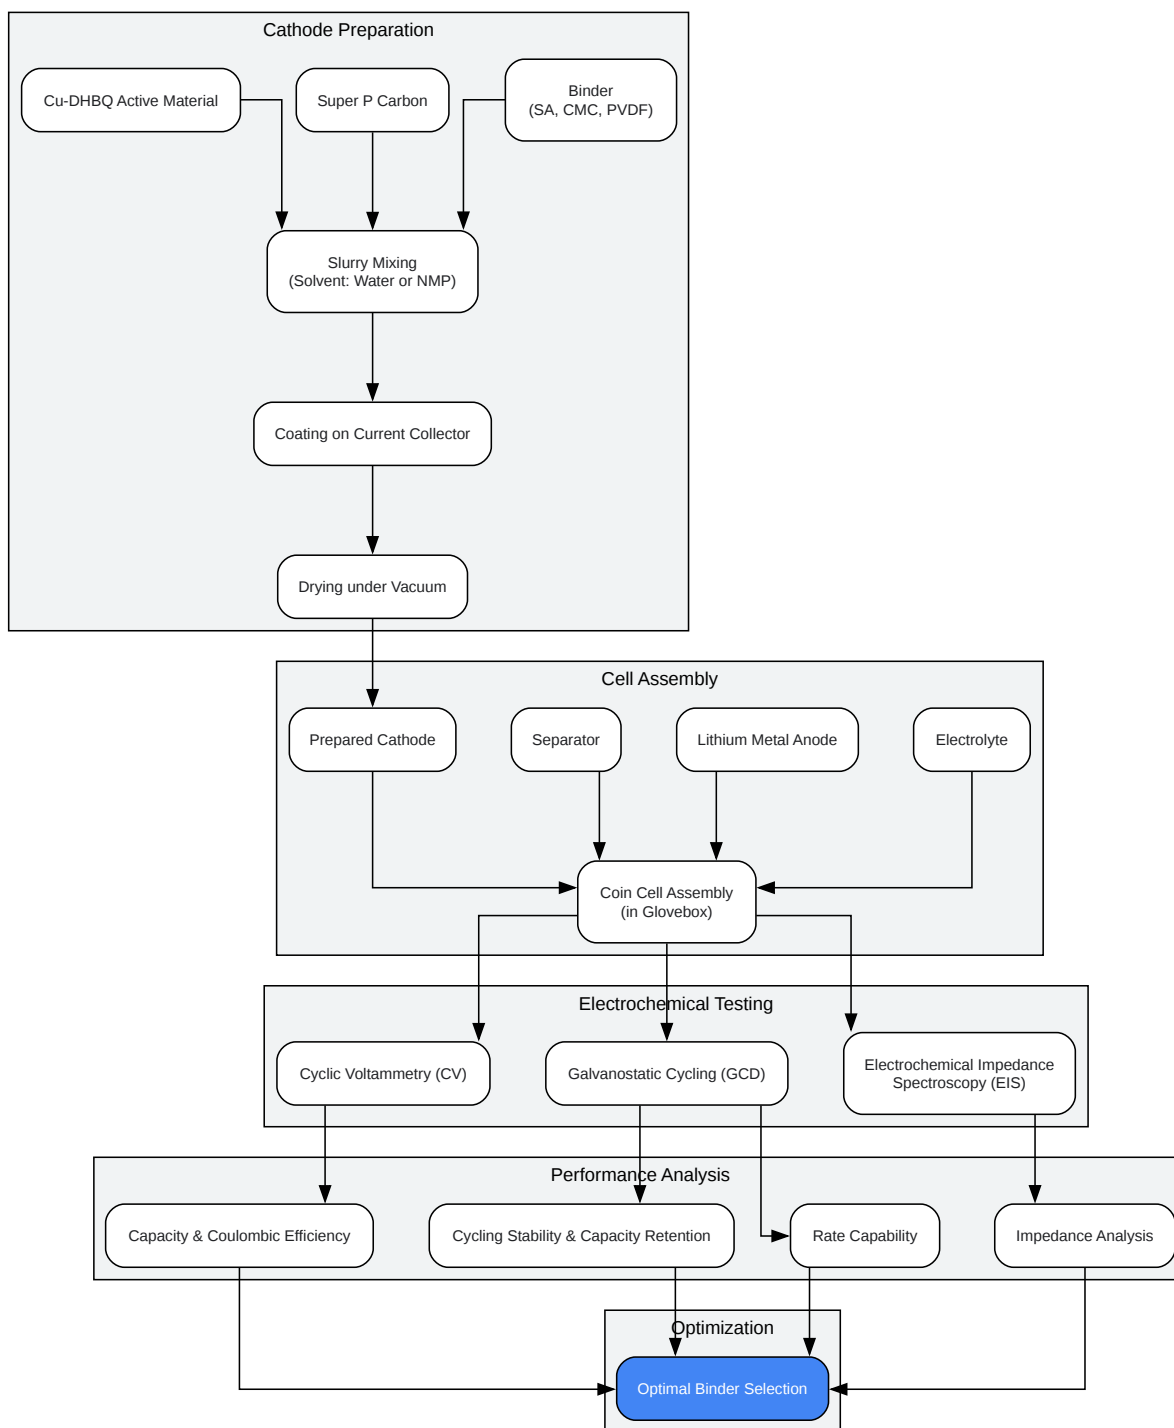 Cathode Preparation
Cu-DHBQ Active Material
Super P Carbon
Binder
(SA, CMC, PVDF)
Slurry Mixing
(Solvent: Water or NMP)
Coating on Current Collector
Drying under Vacuum
Cell Assembly
Prepared Cathode
Separator
Lithium Metal Anode
Electrolyte
Coin Cell Assembly
(in Glovebox)
Electrochemical Testing
Cyclic Voltammetry (CV)
Galvanostatic Cycling (GCD)
Electrochemical Impedance
Spectroscopy (EIS)
Performance Analysis
Capacity & Coulombic Efficiency
Cycling Stability & Capacity Retention
Rate Capability
Impedance Analysis
Optimization
Optimal Binder Selection